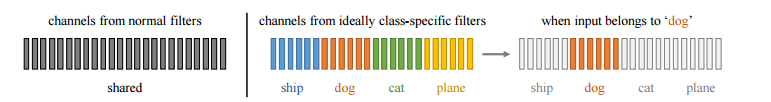 channels from normal filters
shared
channels from ideally class-specific filters
ship dog cat plane
when input belongs to ‘dog’
ship dog cat plane